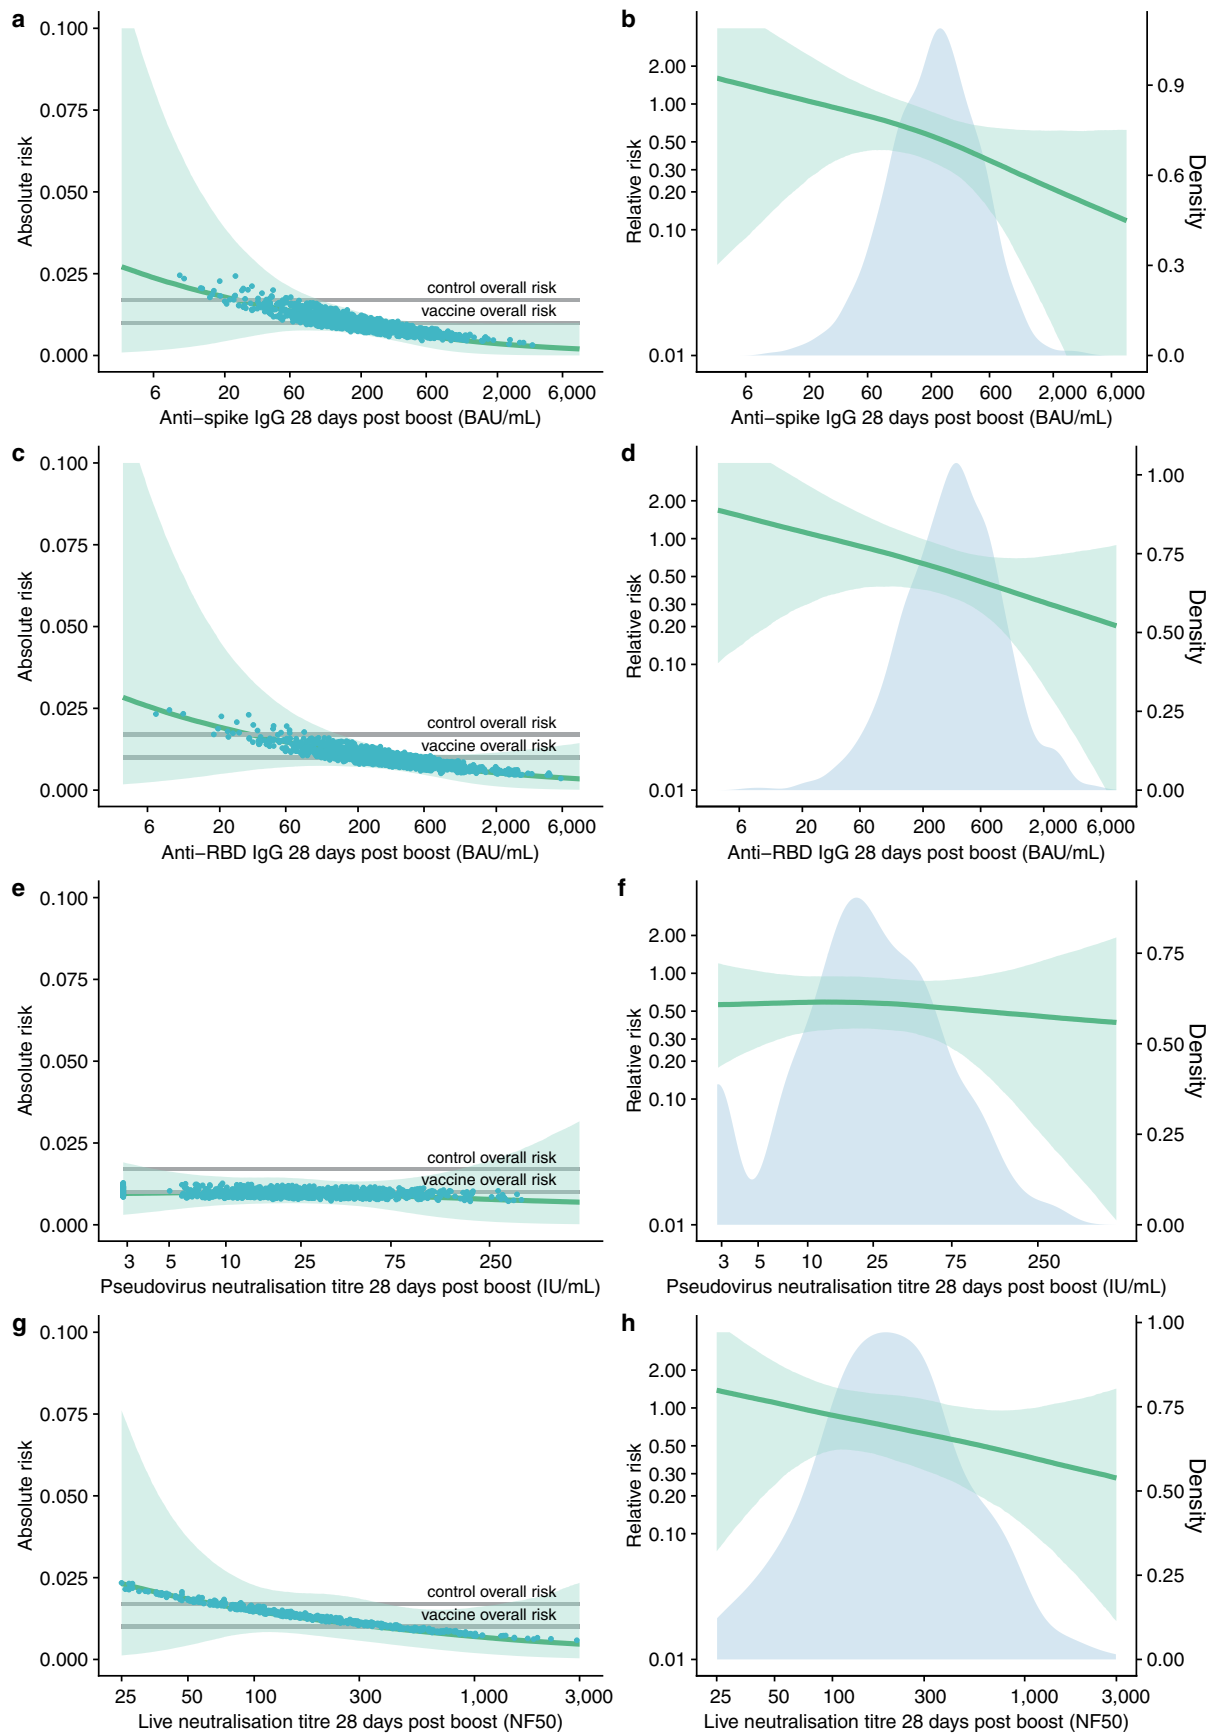 a
0.100
0.075
0.050
0.025
0.000
Absolute risk
control overall risk
vaccine overall risk
6 20 60 200 600 2,000 6,000
Anti−spike IgG 28 days post boost (BAU/mL)
b
2.00
1.00
0.50
0.30
0.20
0.10
0.01
Relative risk
0.9
0.6
0.3
0.0
Density
6 20 60 200 600 2,000 6,000
Anti−spike IgG 28 days post boost (BAU/mL)
c
0.100
0.075
0.050
0.025
0.000
Absolute risk
control overall risk
vaccine overall risk
6 20 60 200 600 2,000 6,000
Anti−RBD IgG 28 days post boost (BAU/mL)
d
2.00
1.00
0.50
0.30
0.20
0.10
0.01
Relative risk
1.00
0.75
0.50
0.25
0.00
Density
6 20 60 200 600 2,000 6,000
Anti−RBD IgG 28 days post boost (BAU/mL)
e
0.100
0.075
0.050
0.025
0.000
Absolute risk
control overall risk
vaccine overall risk
3 5 10 25 75 250
Pseudovirus neutralisation titre 28 days post boost (IU/mL)
f
2.00
1.00
0.50
0.30
0.20
0.10
0.01
Relative risk
0.75
0.50
0.25
0.00
Density
3 5 10 25 75 250
Pseudovirus neutralisation titre 28 days post boost (IU/mL)
g
0.100
0.075
0.050
0.025
0.000
Absolute risk
control overall risk
vaccine overall risk
25 50 100 300 1,000 3,000
Live neutralisation titre 28 days post boost (NF50)
h
2.00
1.00
0.50
0.30
0.20
0.10
0.01
Relative risk
1.00
0.75
0.50
0.25
0.00
Density
25 50 100 300 1,000 3,000
Live neutralisation titre 28 days post boost (NF50)